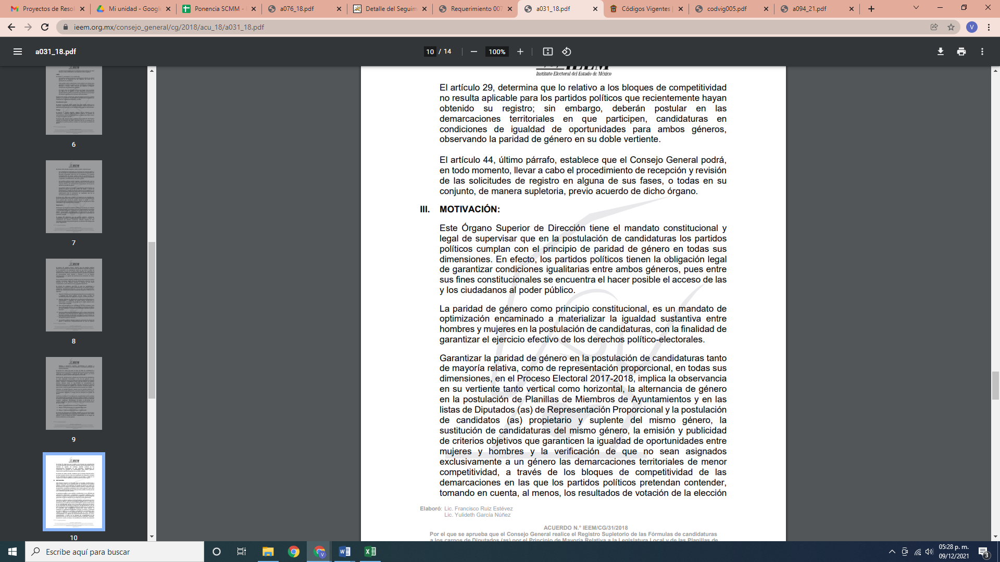 Proyectos de Resol
Mi unidad - Google
Ponencia SCMM -
a076_18.pdf
Detalle del Seguim
Requerimiento 007
a031_18.pdf
Códigos Vigentes
codvig005.pdf
a094_21.pdf
ieem.org.mx/consejo_general/cg/2018/acu_18/a031_18.pdf
V
a031_18.pdf
10 / 14
100%
6
7
8
9
10
IEEM
Instituto Electoral del Estado de México
El artículo 29, determina que lo relativo a los bloques de competitividad
no resulta aplicable para los partidos políticos que recientemente hayan
obtenido su registro; sin embargo, deberán postular en las
demarcaciones territoriales en que participen, candidaturas en
condiciones de igualdad de oportunidades para ambos géneros,
observando la paridad de género en su doble vertiente.
El artículo 44, último párrafo, establece que el Consejo General podrá,
en todo momento, llevar a cabo el procedimiento de recepción y revisión
de las solicitudes de registro en alguna de sus fases, o todas en su
conjunto, de manera supletoria, previo acuerdo de dicho órgano.
III. MOTIVACIÓN:
Este Órgano Superior de Dirección tiene el mandato constitucional y
legal de supervisar que en la postulación de candidaturas los partidos
políticos cumplan con el principio de paridad de género en todas sus
dimensiones. En efecto, los partidos políticos tienen la obligación legal
de garantizar condiciones igualitarias entre ambos géneros, pues entre
sus fines constitucionales se encuentra el hacer posible el acceso de las
y los ciudadanos al poder público.
La paridad de género como principio constitucional, es un mandato de
optimización encaminado a materializar la igualdad sustantiva entre
hombres y mujeres en la postulación de candidaturas, con la finalidad de
garantizar el ejercicio efectivo de los derechos político-electorales.
Garantizar la paridad de género en la postulación de candidaturas tanto
de mayoría relativa, como de representación proporcional, en todas sus
dimensiones, en el Proceso Electoral 2017-2018, implica la observancia
en su vertiente tanto vertical como horizontal, la alternancia de género
en la postulación de Planillas de Miembros de Ayuntamientos y en las
listas de Diputados (as) de Representación Proporcional y la postulación
de candidatos (as) propietario y suplente del mismo género, la
sustitución de candidaturas del mismo género, la emisión y publicidad
de criterios objetivos que garanticen la igualdad de oportunidades entre
mujeres y hombres y la verificación de que no sean asignados
exclusivamente a un género las demarcaciones territoriales de menor
competitividad, a través de los bloques de competitividad de las
demarcaciones en las que los partidos políticos pretendan contender,
tomando en cuenta, al menos, los resultados de votación de la elección
Elaboró: Lic. Francisco Ruiz Estévez
Lic. Yulideth García Núñez
ACUERDO N.° IEEM/CG/31/2018
Por el que se aprueba que el Consejo General realice el Registro Supletorio de las Fórmulas de candidaturas
a los cargos de Diputados (as) por el Principio de Mayoría Relativa a la Legislatura Local y de las Planillas de
Escribe aquí para buscar
05:28 p. m.
09/12/2021
3